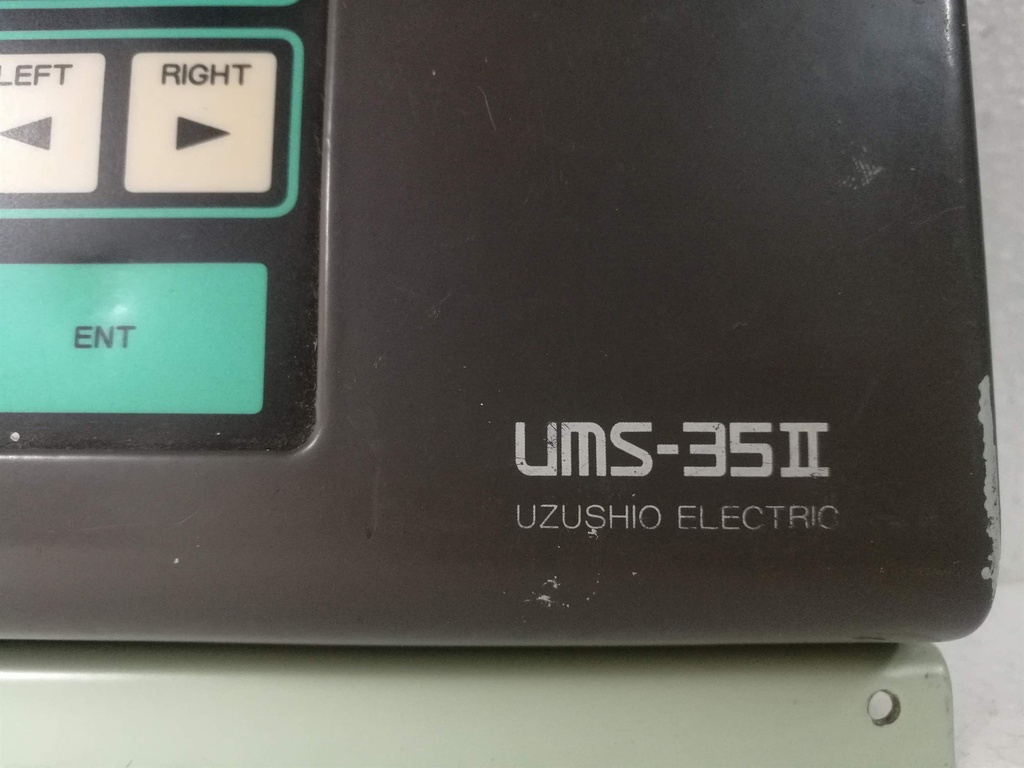 LEFT
RIGHT
ENT
UMS-35II
UZUSHIO ELECTRIC